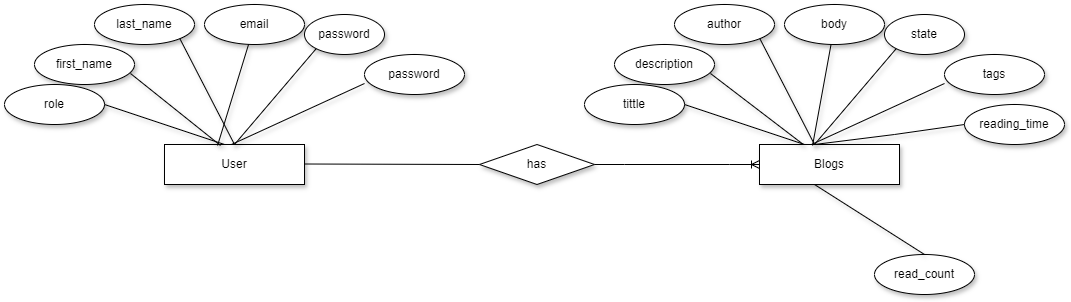 last_name
email
password
first_name
password
role
User
has
author
body
state
description
tags
tittle
reading_time
Blogs
read_count